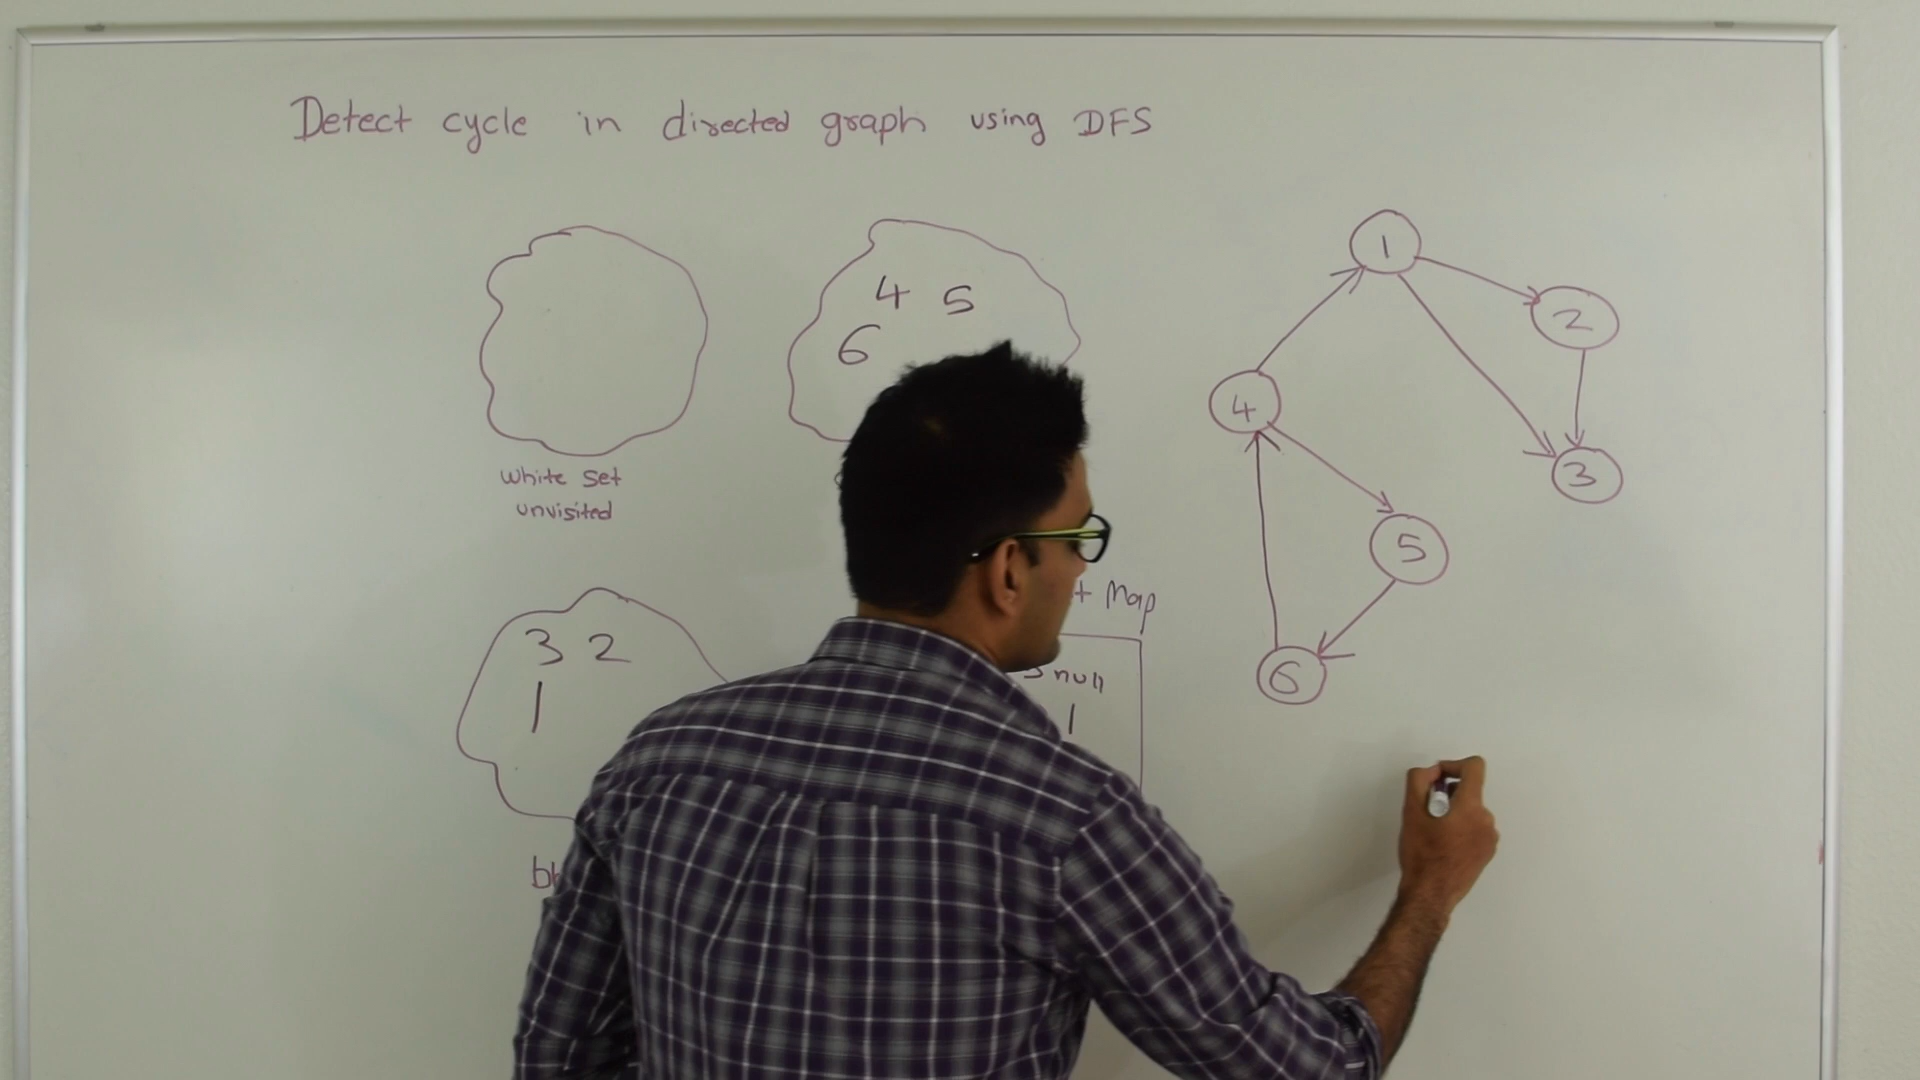 Detect cycle in directed graph using DFS
4 5
6
white set
unvisited
3 2
1
Map
null
1
1
2
3
4
5
6